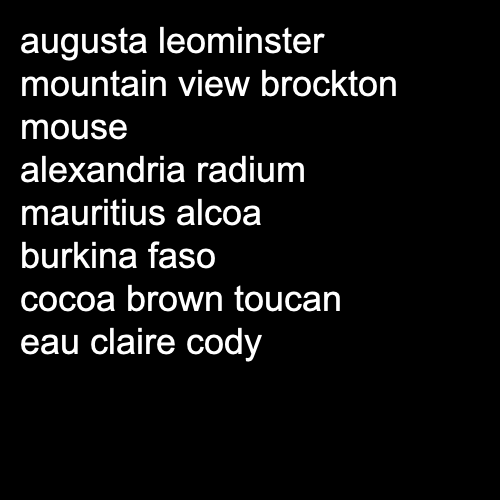 augusta leominster
mountain view brockton
mouse
alexandria radium
mauritius alcoa
burkina faso
cocoa brown toucan
eau claire cody